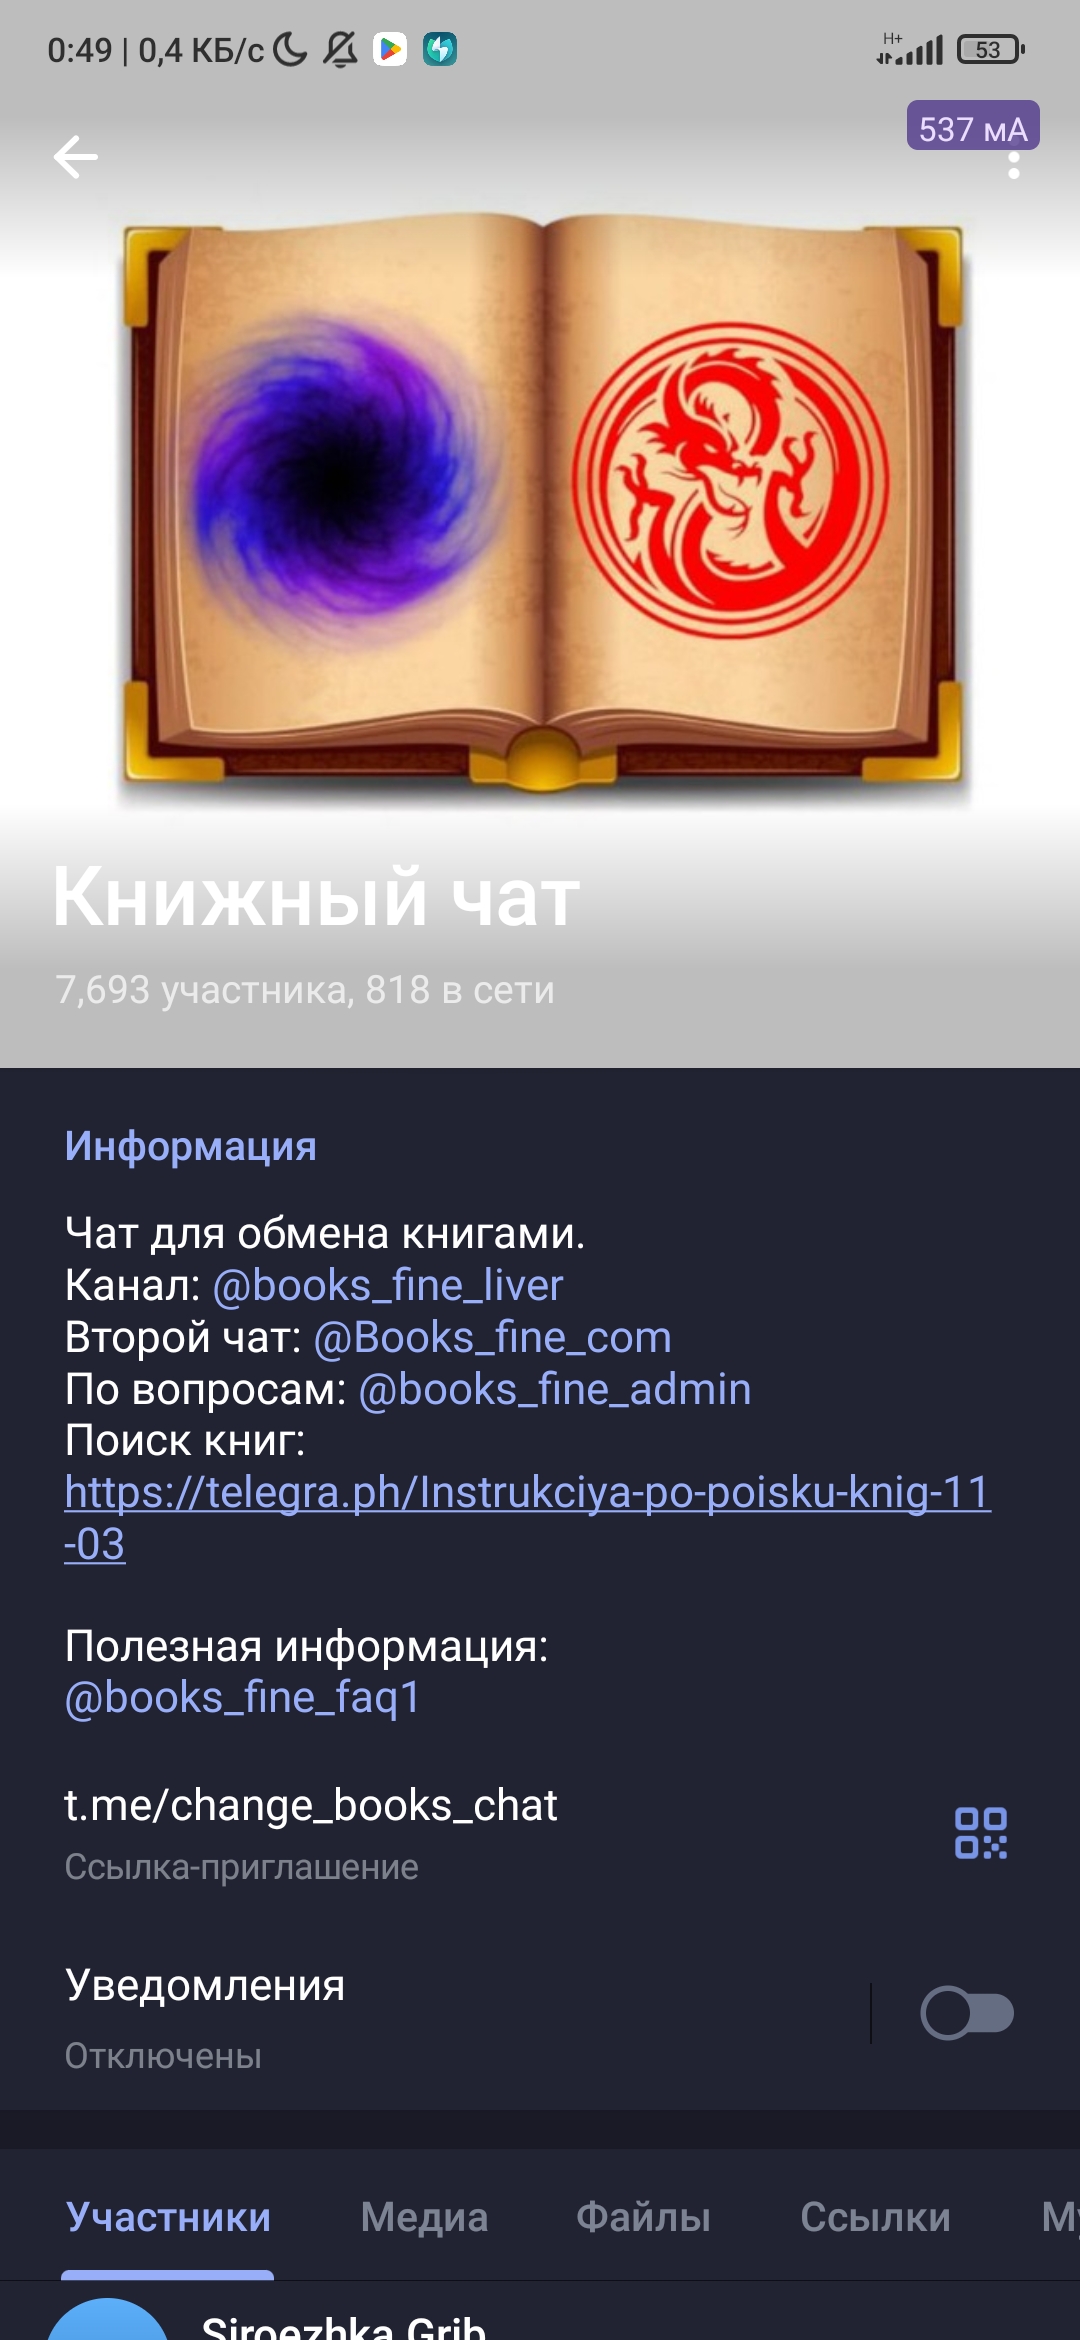 0:49 | 0,4 КБ/с
H+
53
537 мА
Книжный чат
7,693 участника, 818 в сети
Информация
Чат для обмена книгами.
Канал: @books_fine_liver
Второй чат: @Books_fine_com
По вопросам: @books_fine_admin
Поиск книг:
https://telegra.ph/Instrukciya-po-poisku-knig-11
-03
Полезная информация:
@books_fine_faq1
t.me/change_books_chat
Ссылка-приглашение
Уведомления
Отключены
Участники Медиа Файлы Ссылки
Siroezhka Grib